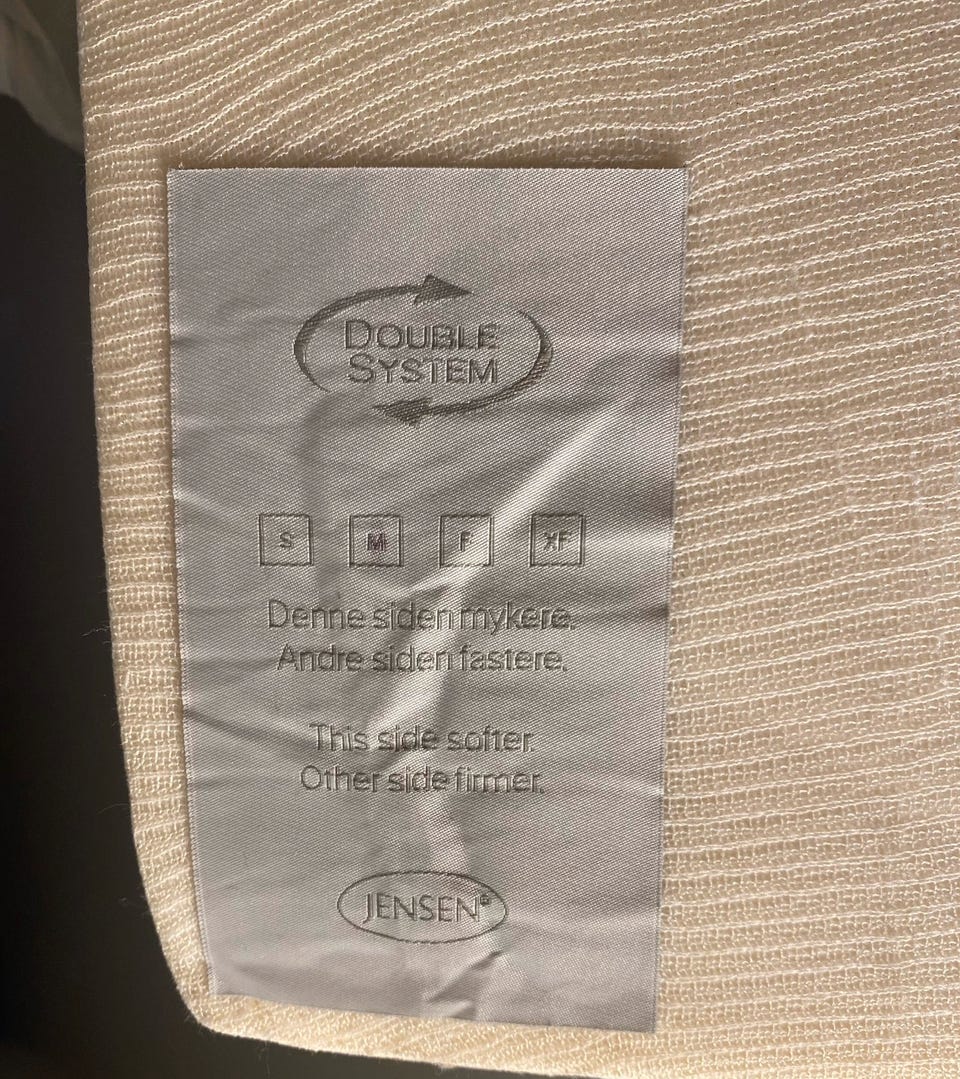 DOUBLE
SYSTEM
S M F XF
Denne siden mykere.
Andre siden fastere.
This side softer.
Other side firmer.
JENSEN®